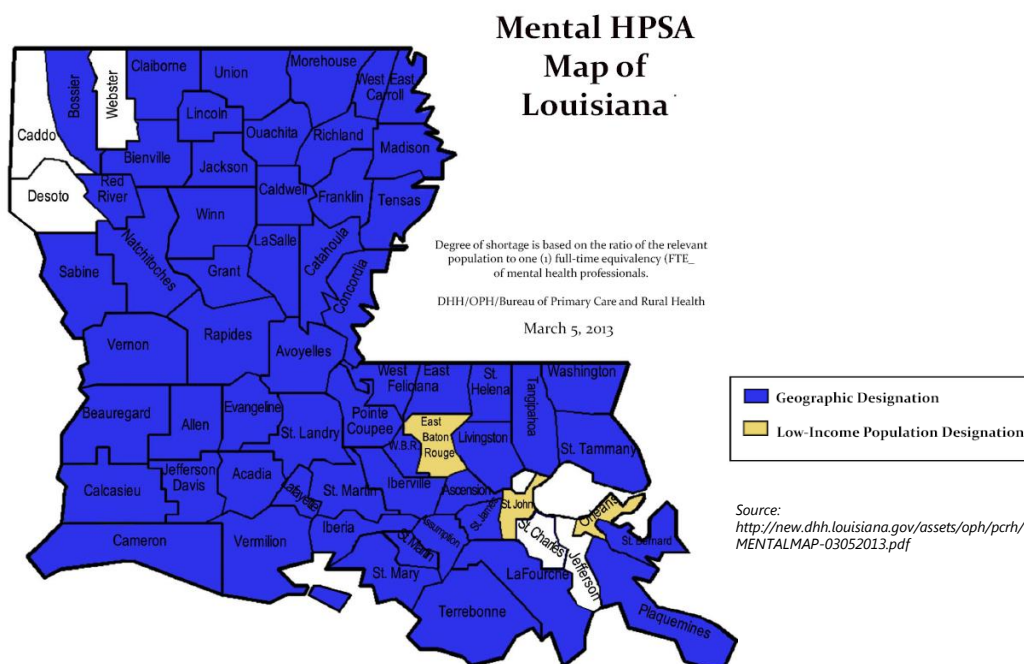 Mental HPSA
Map of
Louisiana
Claiborne
Union
Morehouse
West East
Carroll
Bossier
Webster
Lincoln
Ouachita
Richland
Caddo
Madison
Bienville
Jackson
Desoto
Red
River
Caldwell
Franklin
Tensas
Winn
Natchitoches
LaSalle
Catahoula
Concordia
Sabine
Grant
Degree of shortage is based on the ratio of the relevant
population to one (1) full-time equivalency (FTE_
of mental health professionals.
DHH/OPH/Bureau of Primary Care and Rural Health
March 5, 2013
Vernon
Rapides
Avoyelles
West East
Feliciana
St.
Helena
Tangipahoa
Washington
Beauregard
Allen
Evangeline
St. Landry
Pointe
Coupee
W.B.R.
East
Baton
Rouge
Livingston
St. Tammany
Geographic Designation
Low-Income Population Designation
Calcasieu
Jefferson
Davis
Acadia
Lafayette
St. Martin
Iberville
Ascension
St. James
St. John
Orleans
Cameron
Vermilion
Iberia
St. Martin
Assumption
St. Charles
Jefferson
St. Bernard
St. Mary
LaFourche
Terrebonne
Plaquemines
Source:
http://new.dhh.louisiana.gov/assets/oph/pcrh/
MENTALMAP-03052013.pdf